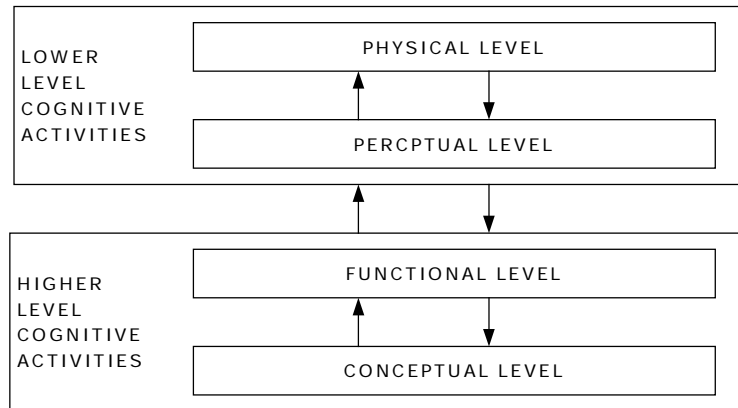 LOWER
LEVEL
COGNITIVE
ACTIVITIES
PHYSICAL LEVEL
PERCPTUAL LEVEL
HIGHER
LEVEL
COGNITIVE
ACTIVITIES
FUNCTIONAL LEVEL
CONCEPTUAL LEVEL